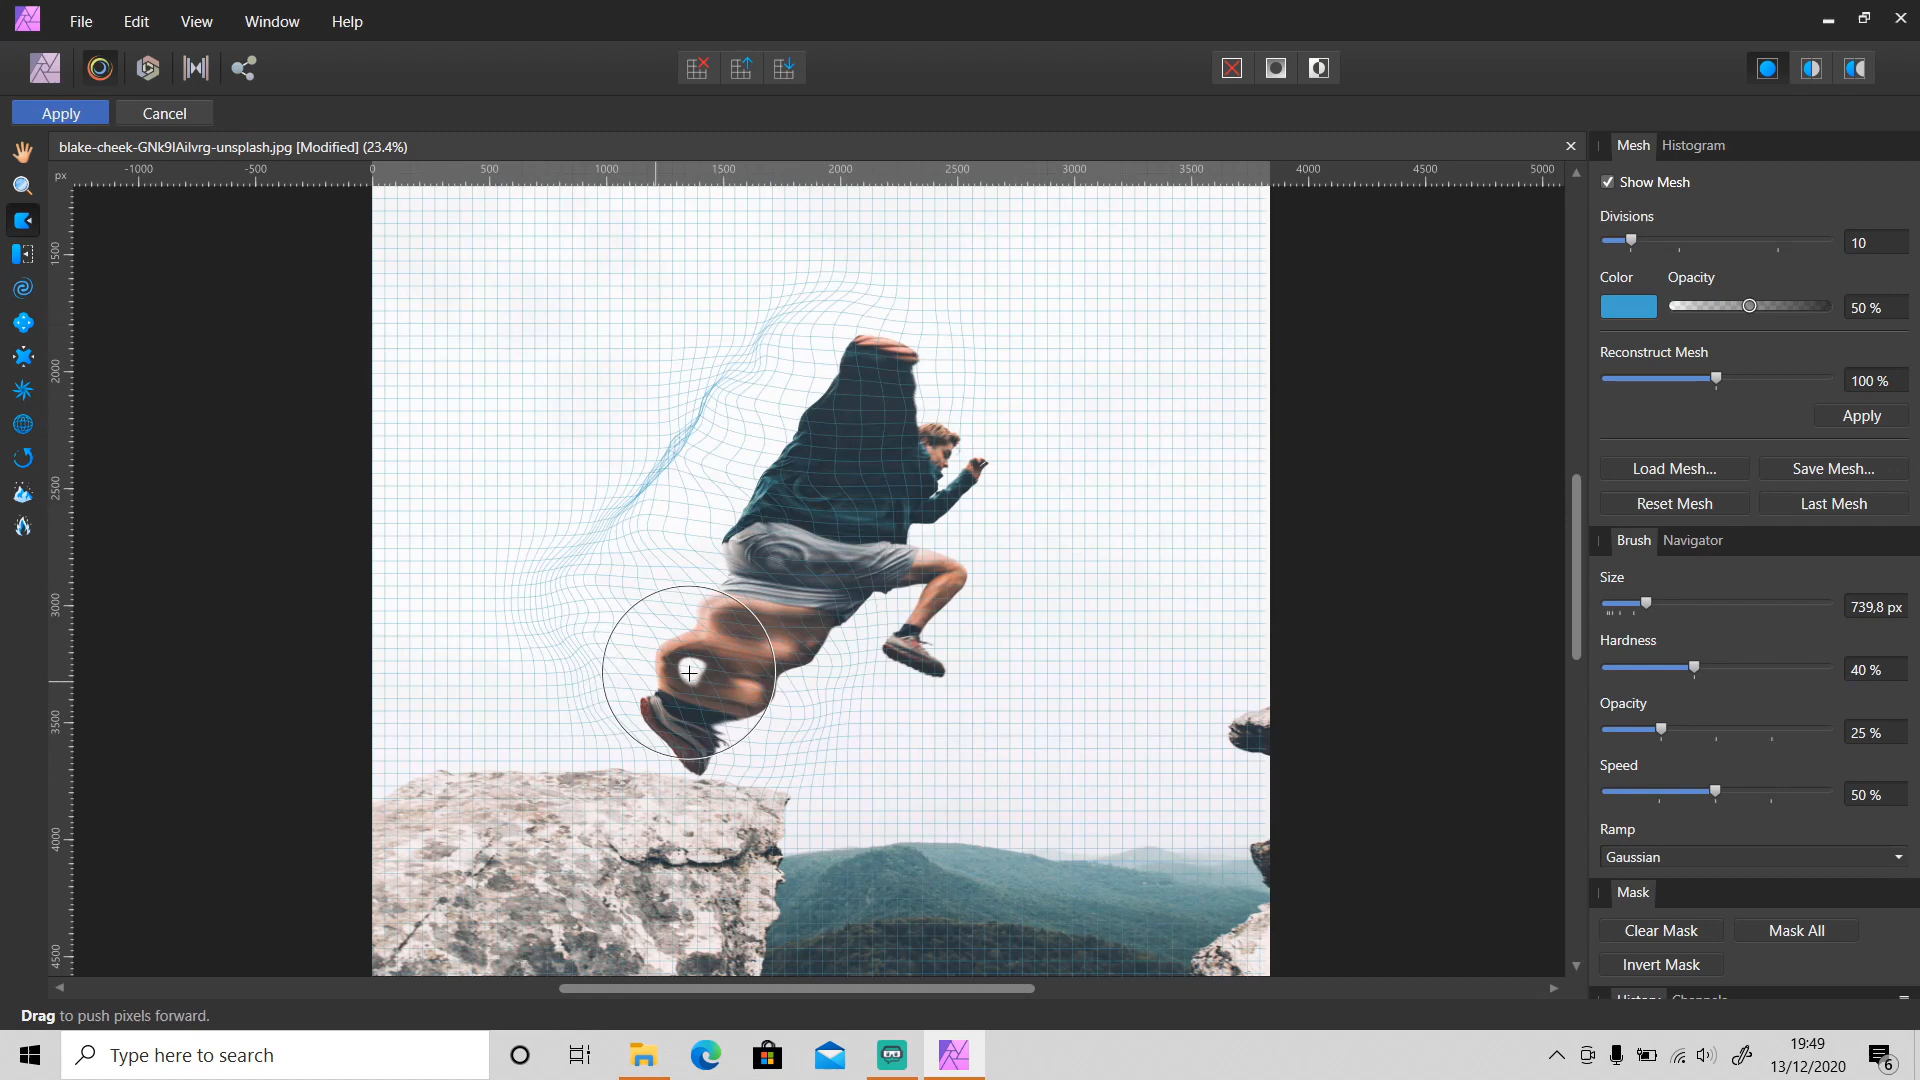 File Edit View Window Help
Apply Cancel
blake-cheek-GNk9lAilvrg-unsplash.jpg [Modified] (23.4%)
px -1000 -500 0 500 1000 1500 2000 2500 3000 3500 4000 4500 5000
1500
2000
2500
3000
3500
4000
4500
Mesh Histogram
Show Mesh
Divisions
10
Color Opacity
50 %
Reconstruct Mesh
100 %
Apply
Load Mesh... Save Mesh...
Reset Mesh Last Mesh
Brush Navigator
Size
739,8 px
Hardness
40 %
Opacity
25 %
Speed
50 %
Ramp
Gaussian
Mask
Clear Mask Mask All
Invert Mask
History Channels
Drag to push pixels forward.
Type here to search
19:49
13/12/2020
6